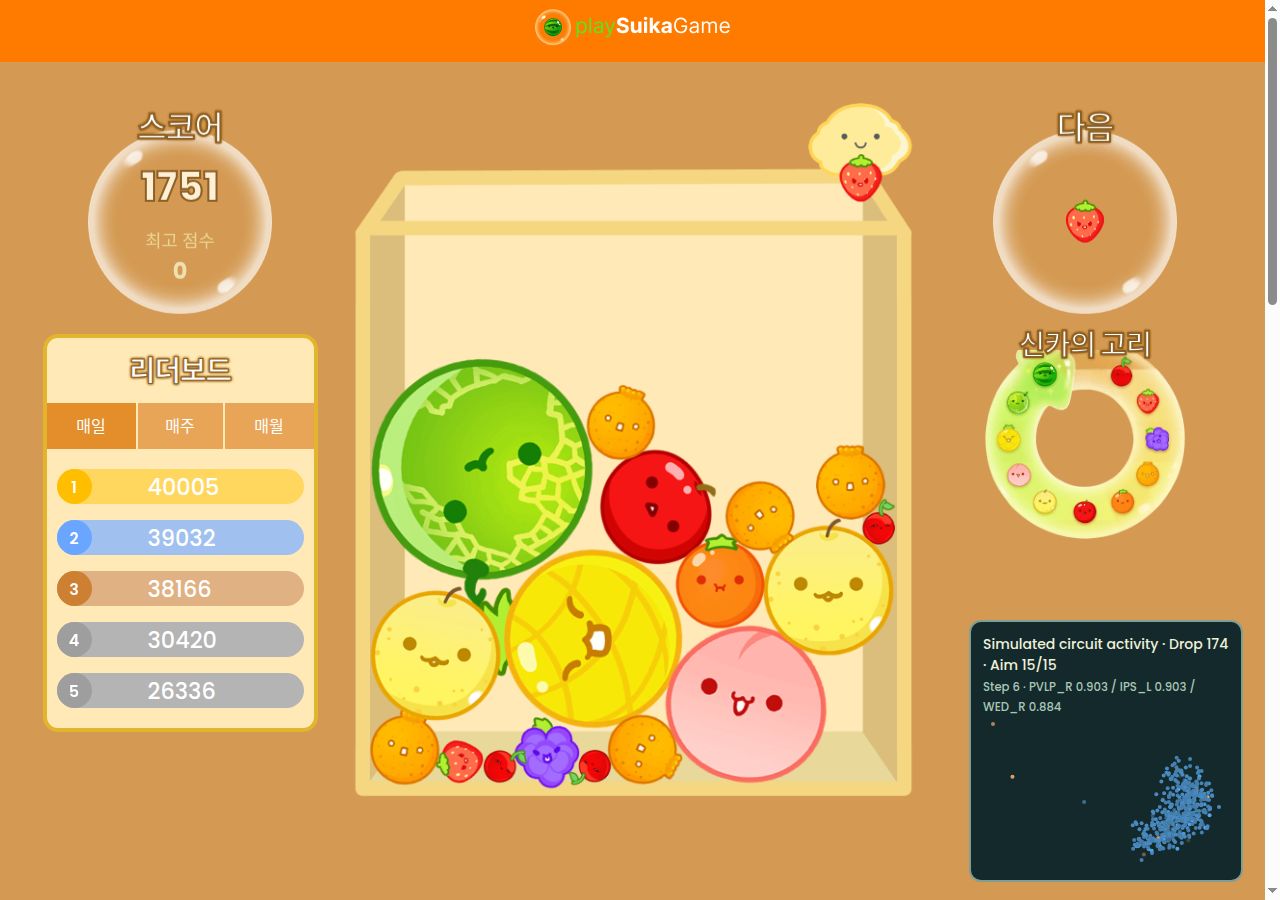 playSuikaGame
스코어
1751
최고 점수
0
리더보드
매일 매주 매월
1 40005
2 39032
3 38166
4 30420
5 26336
다음
신카의 고리
Simulated circuit activity · Drop 174
· Aim 15/15
Step 6 · PVLP_R 0.903 / IPS_L 0.903 /
WED_R 0.884